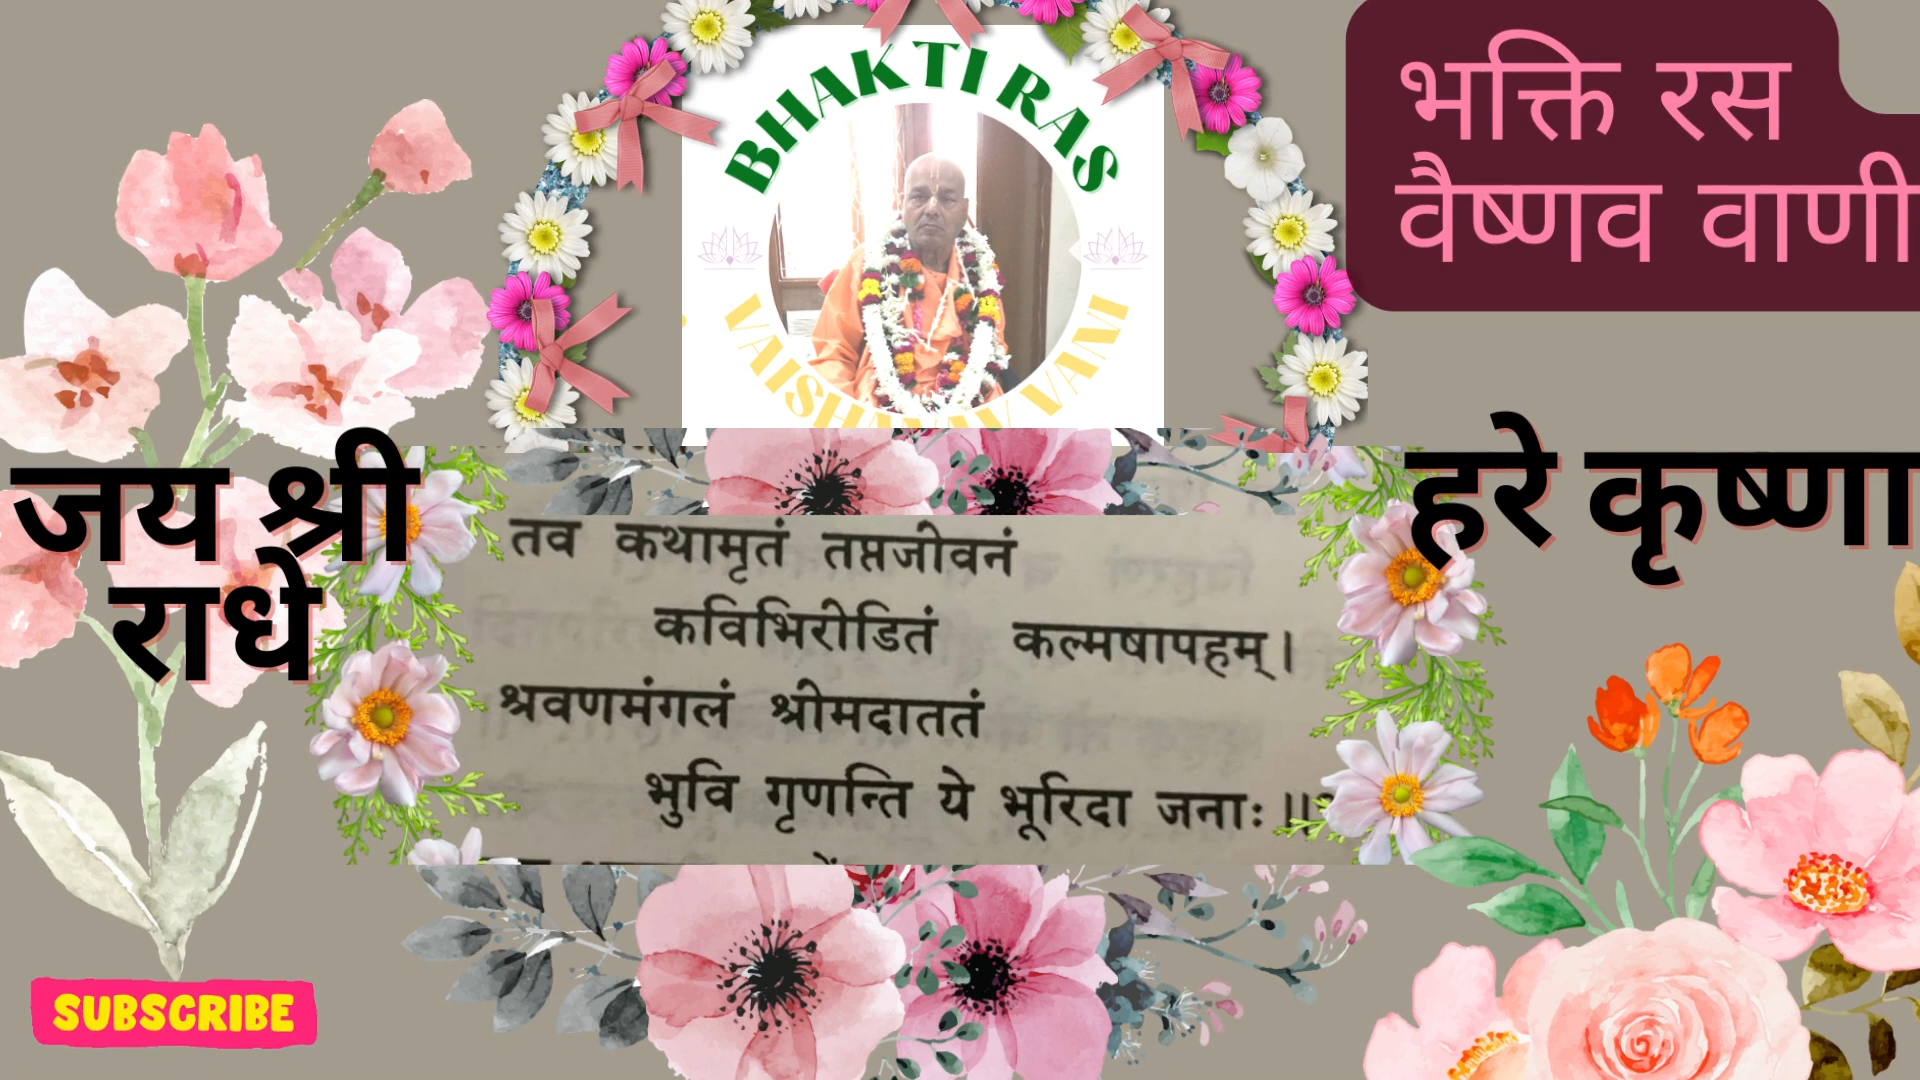 BHAKTI RAS
VAISHNAV VANI
भक्ति रस
वैष्णव वाणी
जय श्री
राधे
हरे कृष्णा
तव कथामृतं तप्तजीवनं
कविभिरीडितं कल्मषापहम्।
श्रवणमंगलं श्रीमदाततं
भुवि गृणन्ति ये भूरिदा जनाः ॥
SUBSCRIBE